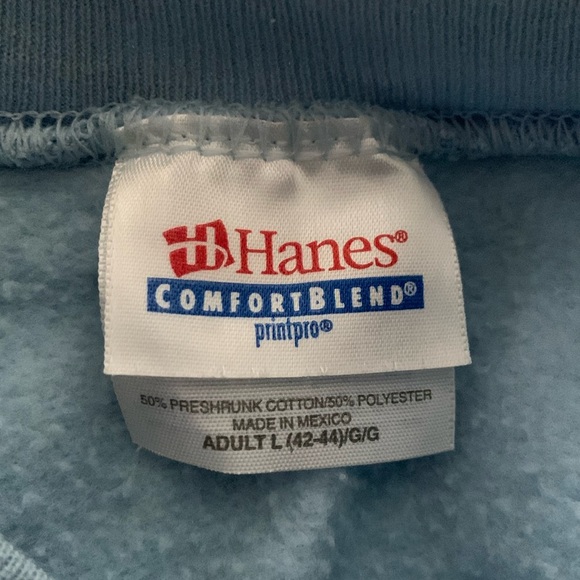 Hanes®
COMFORTBLEND®
printpro®
50% PRESHRUNK COTTON/50% POLYESTER
MADE IN MEXICO
ADULT L (42-44)/G/G